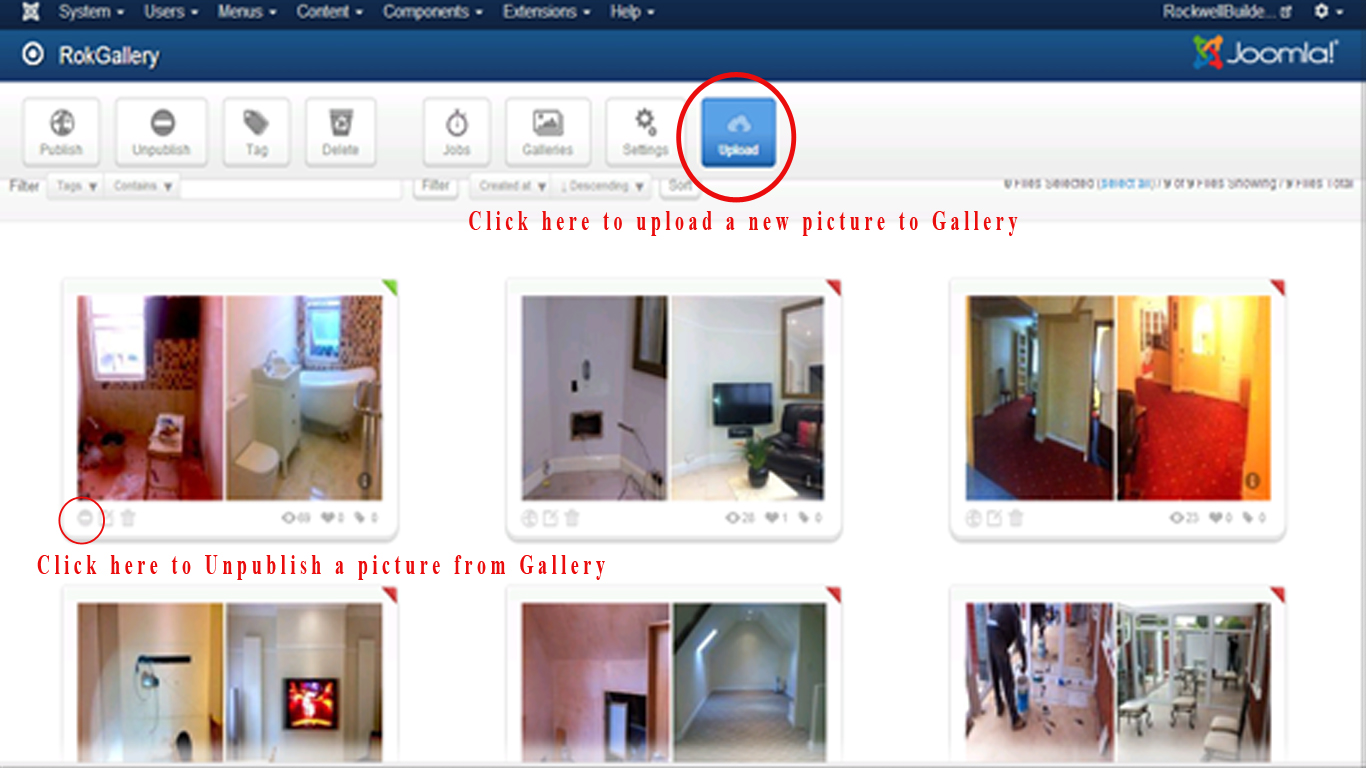 System Users Menus Content Components Extensions Help RockwellBuilde...
RokGallery Joomla!
Publish Unpublish Tag Delete Jobs Galleries Settings Upload
Filter Tags Contains Filter Created at ↓ Descending Sort 0 Files Selected (select all) / 9 of 9 Files Showing / 9 Files Total
Click here to upload a new picture to Gallery
69 0 0 28 1 0 23 0 0
Click here to Unpublish a picture from Gallery